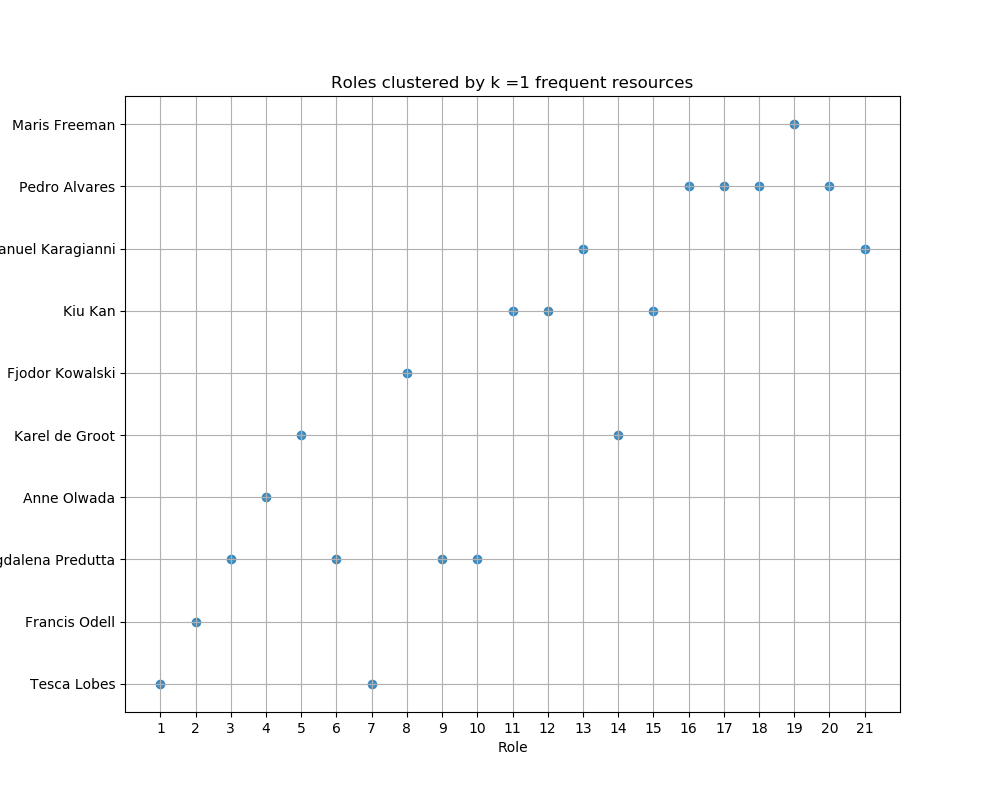 Roles clustered by k =1 frequent resources
Maris Freeman
Pedro Alvares
anuel Karagianni
Kiu Kan
Fjodor Kowalski
Karel de Groot
Anne Olwada
gdalena Predutta
Francis Odell
Tesca Lobes
1 2 3 4 5 6 7 8 9 10 11 12 13 14 15 16 17 18 19 20 21
Role